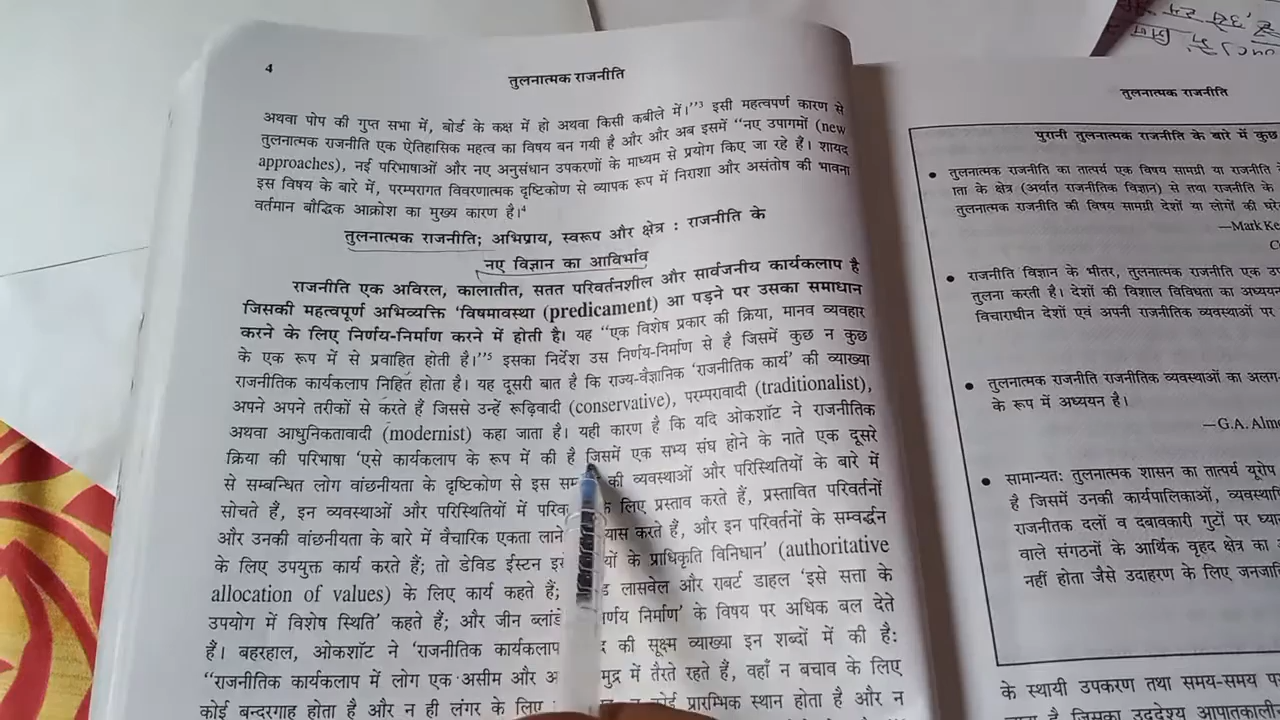 4
तुलनात्मक राजनीति
अथवा पोप की गुप्त सभा में, बोर्ड के कक्ष में हो अथवा किसी कबीले में।”³ इसी महत्वपर्ण कारण से
तुलनात्मक राजनीति एक ऐतिहासिक महत्व का विषय बन गयी है और और अब इसमें “नए उपागमों (new
approaches), नई परिभाषाओं और नए अनुसंधान उपकरणों के माध्यम से प्रयोग किए जा रहे हैं। शायद
इस विषय के बारे में, परम्परागत विवरणात्मक दृष्टिकोण से व्यापक रूप में निराशा और असंतोष की भावना
वर्तमान बौद्धिक आक्रोश का मुख्य कारण है।⁴
तुलनात्मक राजनीति; अभिप्राय, स्वरूप और क्षेत्र : राजनीति के
नए विज्ञान का आविर्भाव
राजनीति एक अविरल, कालातीत, सतत परिवर्तनशील और सार्वजनीय कार्यकलाप है
जिसकी महत्वपूर्ण अभिव्यक्ति ‘विषमावस्था (predicament) आ पड़ने पर उसका समाधान
करने के लिए निर्णय-निर्माण करने में होती है। यह “एक विशेष प्रकार की क्रिया, मानव व्यवहार
के एक रूप में से प्रवाहित होती है।”⁵ इसका निर्देश उस निर्णय-निर्माण से है जिसमें कुछ न कुछ
राजनीतिक कार्यकलाप निहित होता है। यह दूसरी बात है कि राज्य-वैज्ञानिक ‘राजनीतिक कार्य’ की व्याख्या
अपने अपने तरीकों से करते हैं जिससे उन्हें रूढ़िवादी (conservative), परम्परावादी (traditionalist),
अथवा आधुनिकतावादी (modernist) कहा जाता है। यही कारण है कि यदि ओकशॉट ने राजनीतिक
क्रिया की परिभाषा ‘एसे कार्यकलाप के रूप में की है जिसमें एक सभ्य संघ होने के नाते एक दूसरे
से सम्बन्धित लोग वांछनीयता के दृष्टिकोण से इस की व्यवस्थाओं और परिस्थितियों के बारे में
सोचते हैं, इन व्यवस्थाओं और परिस्थितियों में लिए प्रस्ताव करते हैं, प्रस्तावित परिवर्तनों
और उनकी वांछनीयता के बारे में वैचारिक एकता लाने करते हैं, और इन परिवर्तनों के सम्वर्द्धन
के लिए उपयुक्त कार्य करते हैं; तो डेविड ईस्टन के प्राधिकृति विनिधान’ (authoritative
allocation of values) के लिए कार्य कहते हैं; लासवेल और राबर्ट डाहल ‘इसे सत्ता के
उपयोग में विशेष स्थिति’ कहते हैं; और जीन निर्माण’ के विषय पर अधिक बल देते
हैं। बहरहाल, ओकशॉट ने ‘राजनीतिक कार्यकलाप की सूक्ष्म व्याख्या इन शब्दों में की है:
“राजनीतिक कार्यकलाप में लोग एक असीम और में तैरते रहते हैं, वहाँ न बचाव के लिए
कोई बन्दरगाह होता है और न ही लंगर के लिए प्रारम्भिक स्थान होता है और न
तुलनात्मक राजनीति
पुरानी तुलनात्मक राजनीति के बारे में कुछ
• तुलनात्मक राजनीति का तात्पर्य एक विषय सामग्री या राजनीति
ता के क्षेत्र (अर्थात राजनीतिक विज्ञान) से तथा राजनीति के
तुलनात्मक राजनीति की विषय सामग्री देशों या लोगों की
—Mark
• राजनीति विज्ञान के भीतर, तुलनात्मक राजनीति एक
तुलना करती है। देशों की विशाल विविधता का अध्ययन
विचाराधीन देशों एवं अपनी राजनीतिक व्यवस्थाओं पर
• तुलनात्मक राजनीति राजनीतिक व्यवस्थाओं का अलग-
के रूप में अध्ययन है।
—G.A.
• सामान्यत: तुलनात्मक शासन का तात्पर्य यूरोप
है जिसमें उनकी कार्यपालिकाओं,
राजनीतक दलों व दबावकारी गुटों पर
वाले संगठनों के आर्थिक वृहद क्षेत्र का
नहीं होता जैसे उदाहरण के लिए
के स्थायी उपकरण तथा समय-समय पर
जिसका उद्देश्य